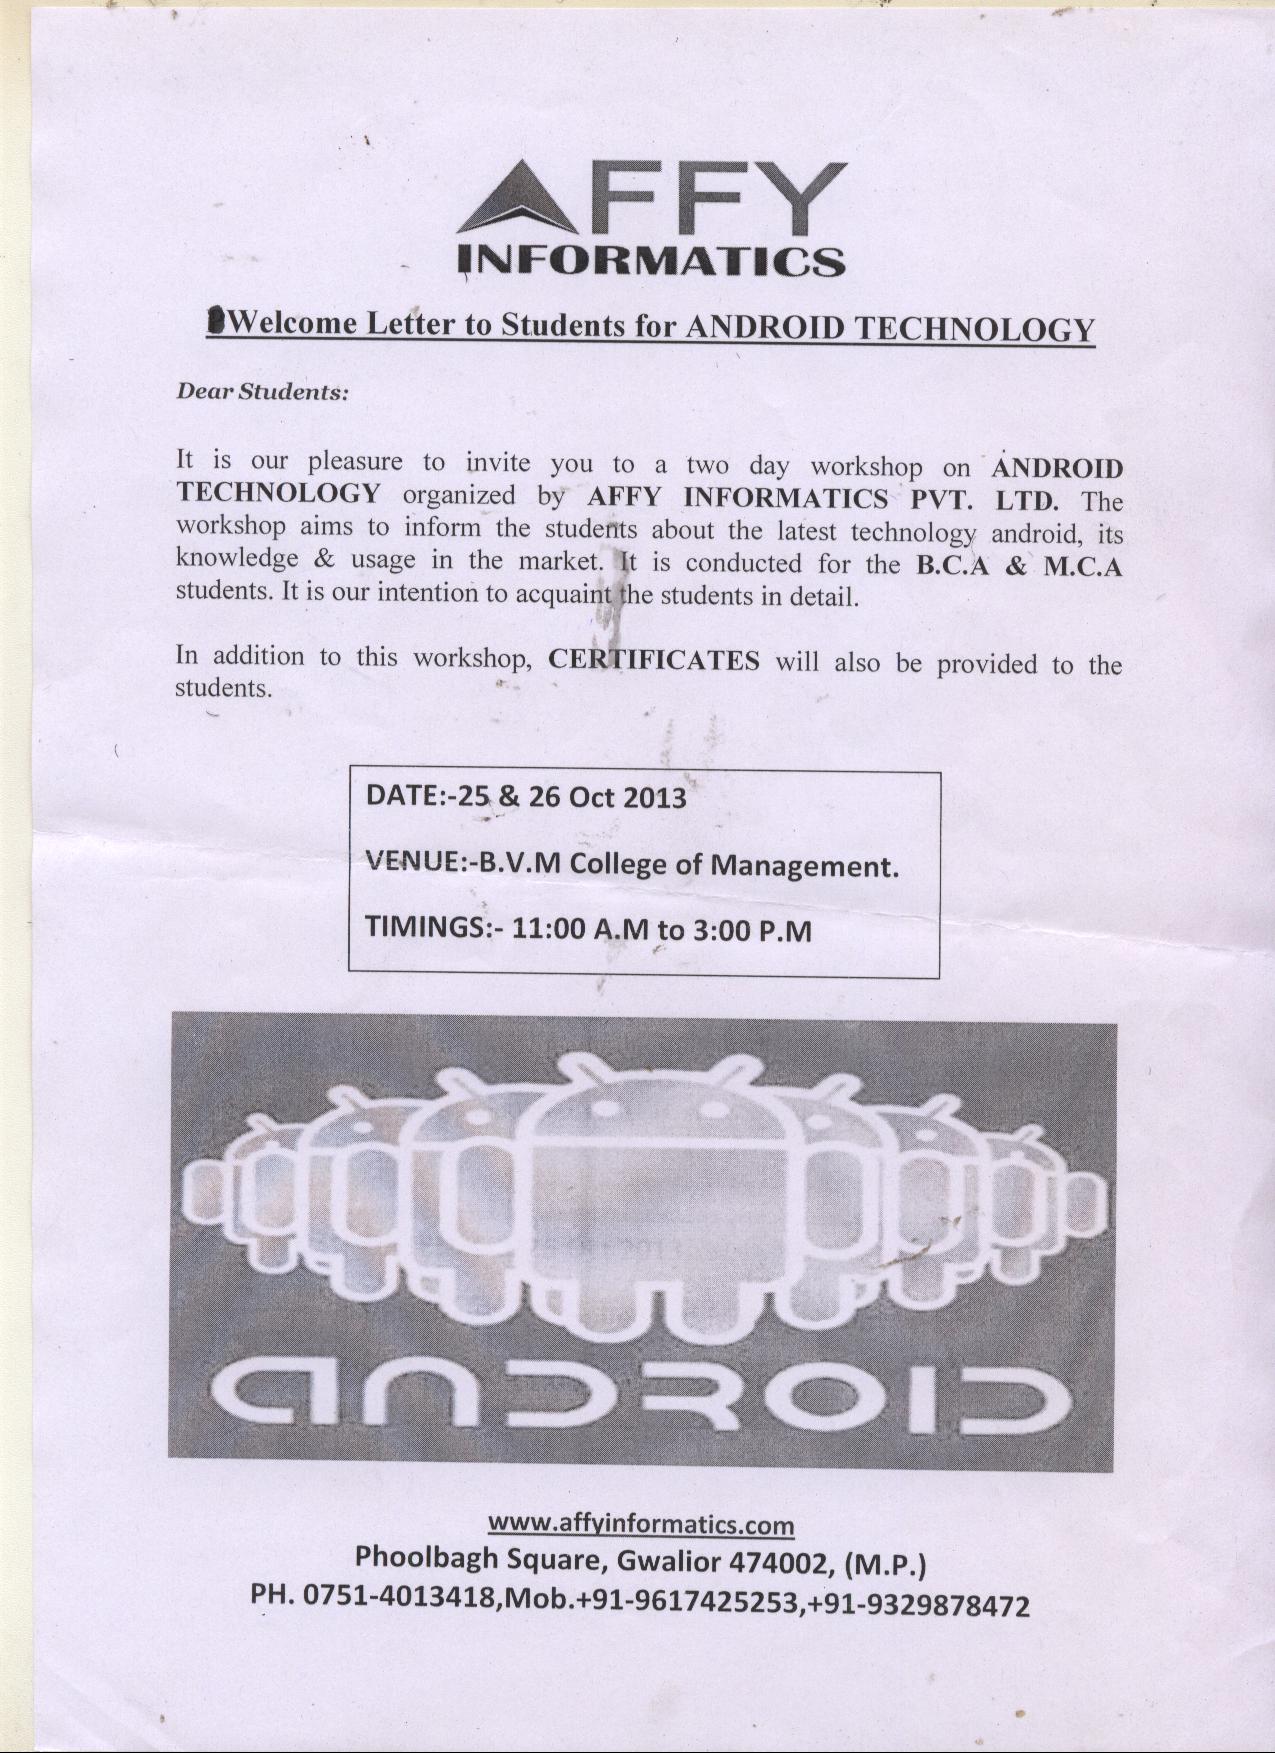 AFFY
INFORMATICS
Welcome Letter to Students for ANDROID TECHNOLOGY
Dear Students:
It is our pleasure to invite you to a two day workshop on ANDROID
TECHNOLOGY organized by AFFY INFORMATICS PVT. LTD. The
workshop aims to inform the students about the latest technology android, its
knowledge & usage in the market. It is conducted for the B.C.A & M.C.A
students. It is our intention to acquaint the students in detail.
In addition to this workshop, CERTIFICATES will also be provided to the
students.
DATE:-25 & 26 Oct 2013
VENUE:-B.V.M College of Management.
TIMINGS:- 11:00 A.M to 3:00 P.M
ANDROID
www.affyinformatics.com
Phoolbagh Square, Gwalior 474002, (M.P.)
PH. 0751-4013418,Mob.+91-9617425253,+91-9329878472